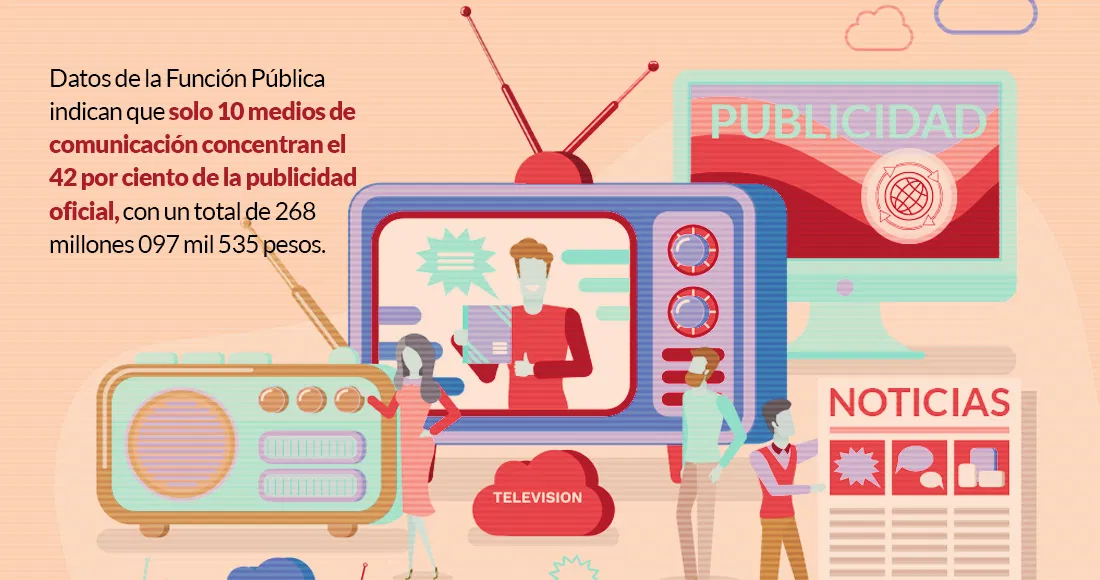 Datos de la Función Pública
indican que solo 10 medios de
comunicación concentran el
42 por ciento de la publicidad
oficial, con un total de 268
millones 097 mil 535 pesos.
PUBLICIDAD
NOTICIAS
TELEVISION